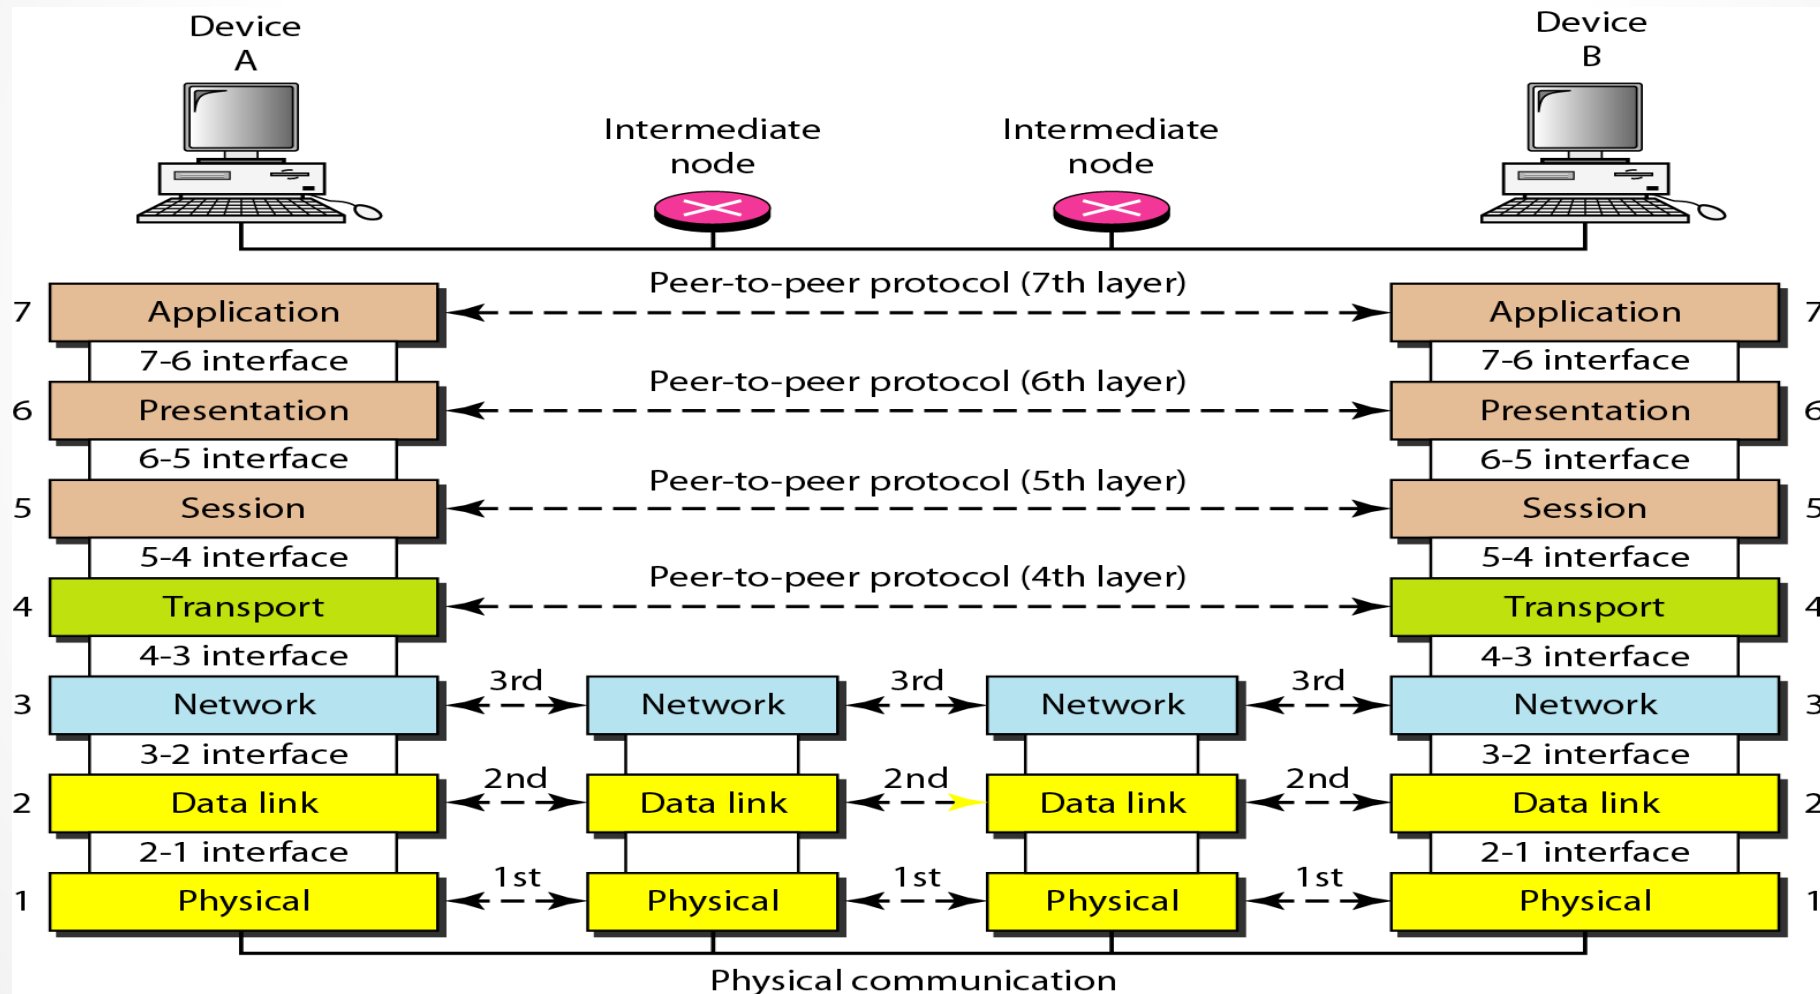 Device
A
Device
B
Intermediate
node
Intermediate
node
Peer-to-peer protocol (7th layer)
7 Application Application 7
7-6 interface 7-6 interface
Peer-to-peer protocol (6th layer)
6 Presentation Presentation 6
6-5 interface 6-5 interface
Peer-to-peer protocol (5th layer)
5 Session Session 5
5-4 interface 5-4 interface
Peer-to-peer protocol (4th layer)
4 Transport Transport 4
4-3 interface 4-3 interface
3rd 3rd 3rd
3 Network Network Network Network 3
3-2 interface 3-2 interface
2nd 2nd 2nd
2 Data link Data link Data link Data link 2
2-1 interface 2-1 interface
1st 1st 1st
1 Physical Physical Physical Physical 1
Physical communication